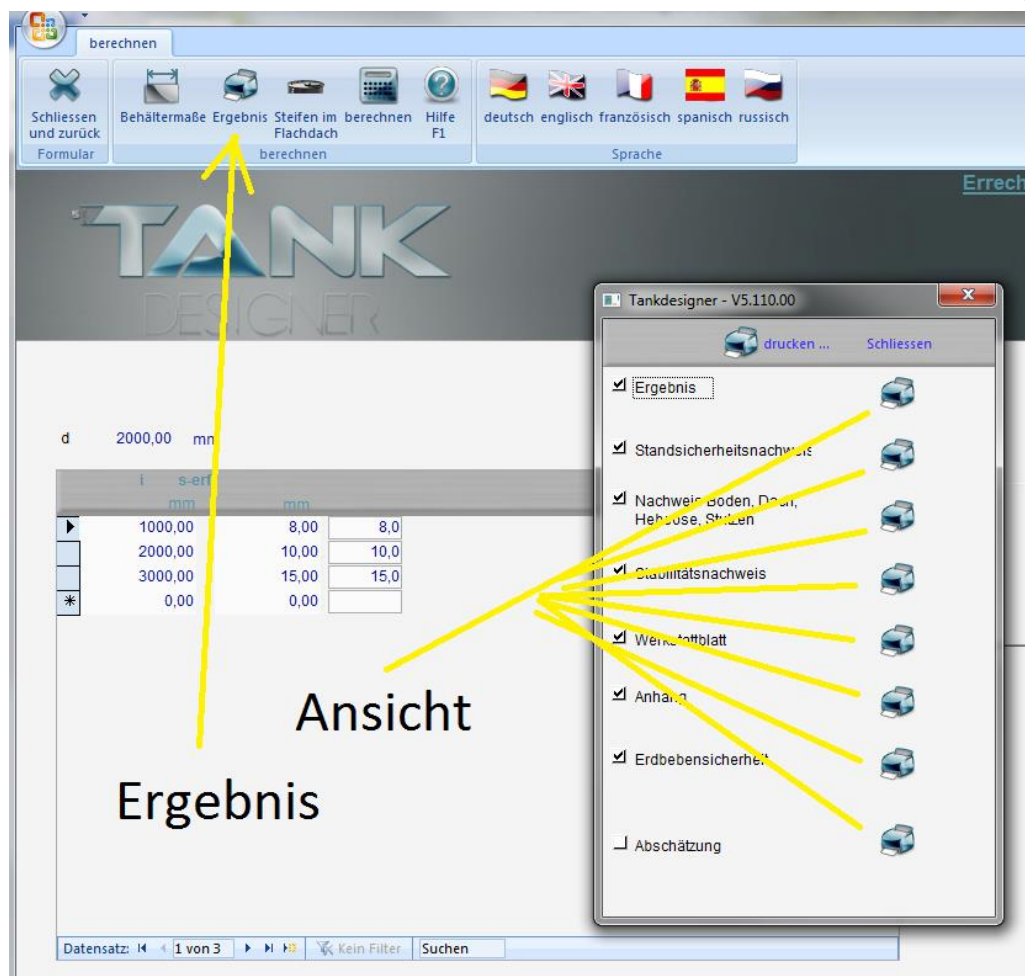 berechnen
Schliessen und zurück
Behältermaße
Ergebnis
Steifen im Flachdach
berechnen
Hilfe F1
deutsch englisch französisch spanisch russisch
Formular
berechnen
Sprache
Errech
TANK
DESIGNER
d 2000,00 mm
i s-erf
mm mm
1000,00 8,00 8,0
2000,00 10,00 10,0
3000,00 15,00 15,0
0,00 0,00
Ansicht
Ergebnis
Datensatz: 1 von 3 Kein Filter Suchen
Tankdesigner - V5.110.00
drucken ... Schliessen
Ergebnis
Standsicherheitsnachweis
Nachweis Boden, Dach,
Hebeöse, Stutzen
Stabilitätsnachweis
Werkstattblatt
Anhang
Erdbebensicherheit
Abschätzung